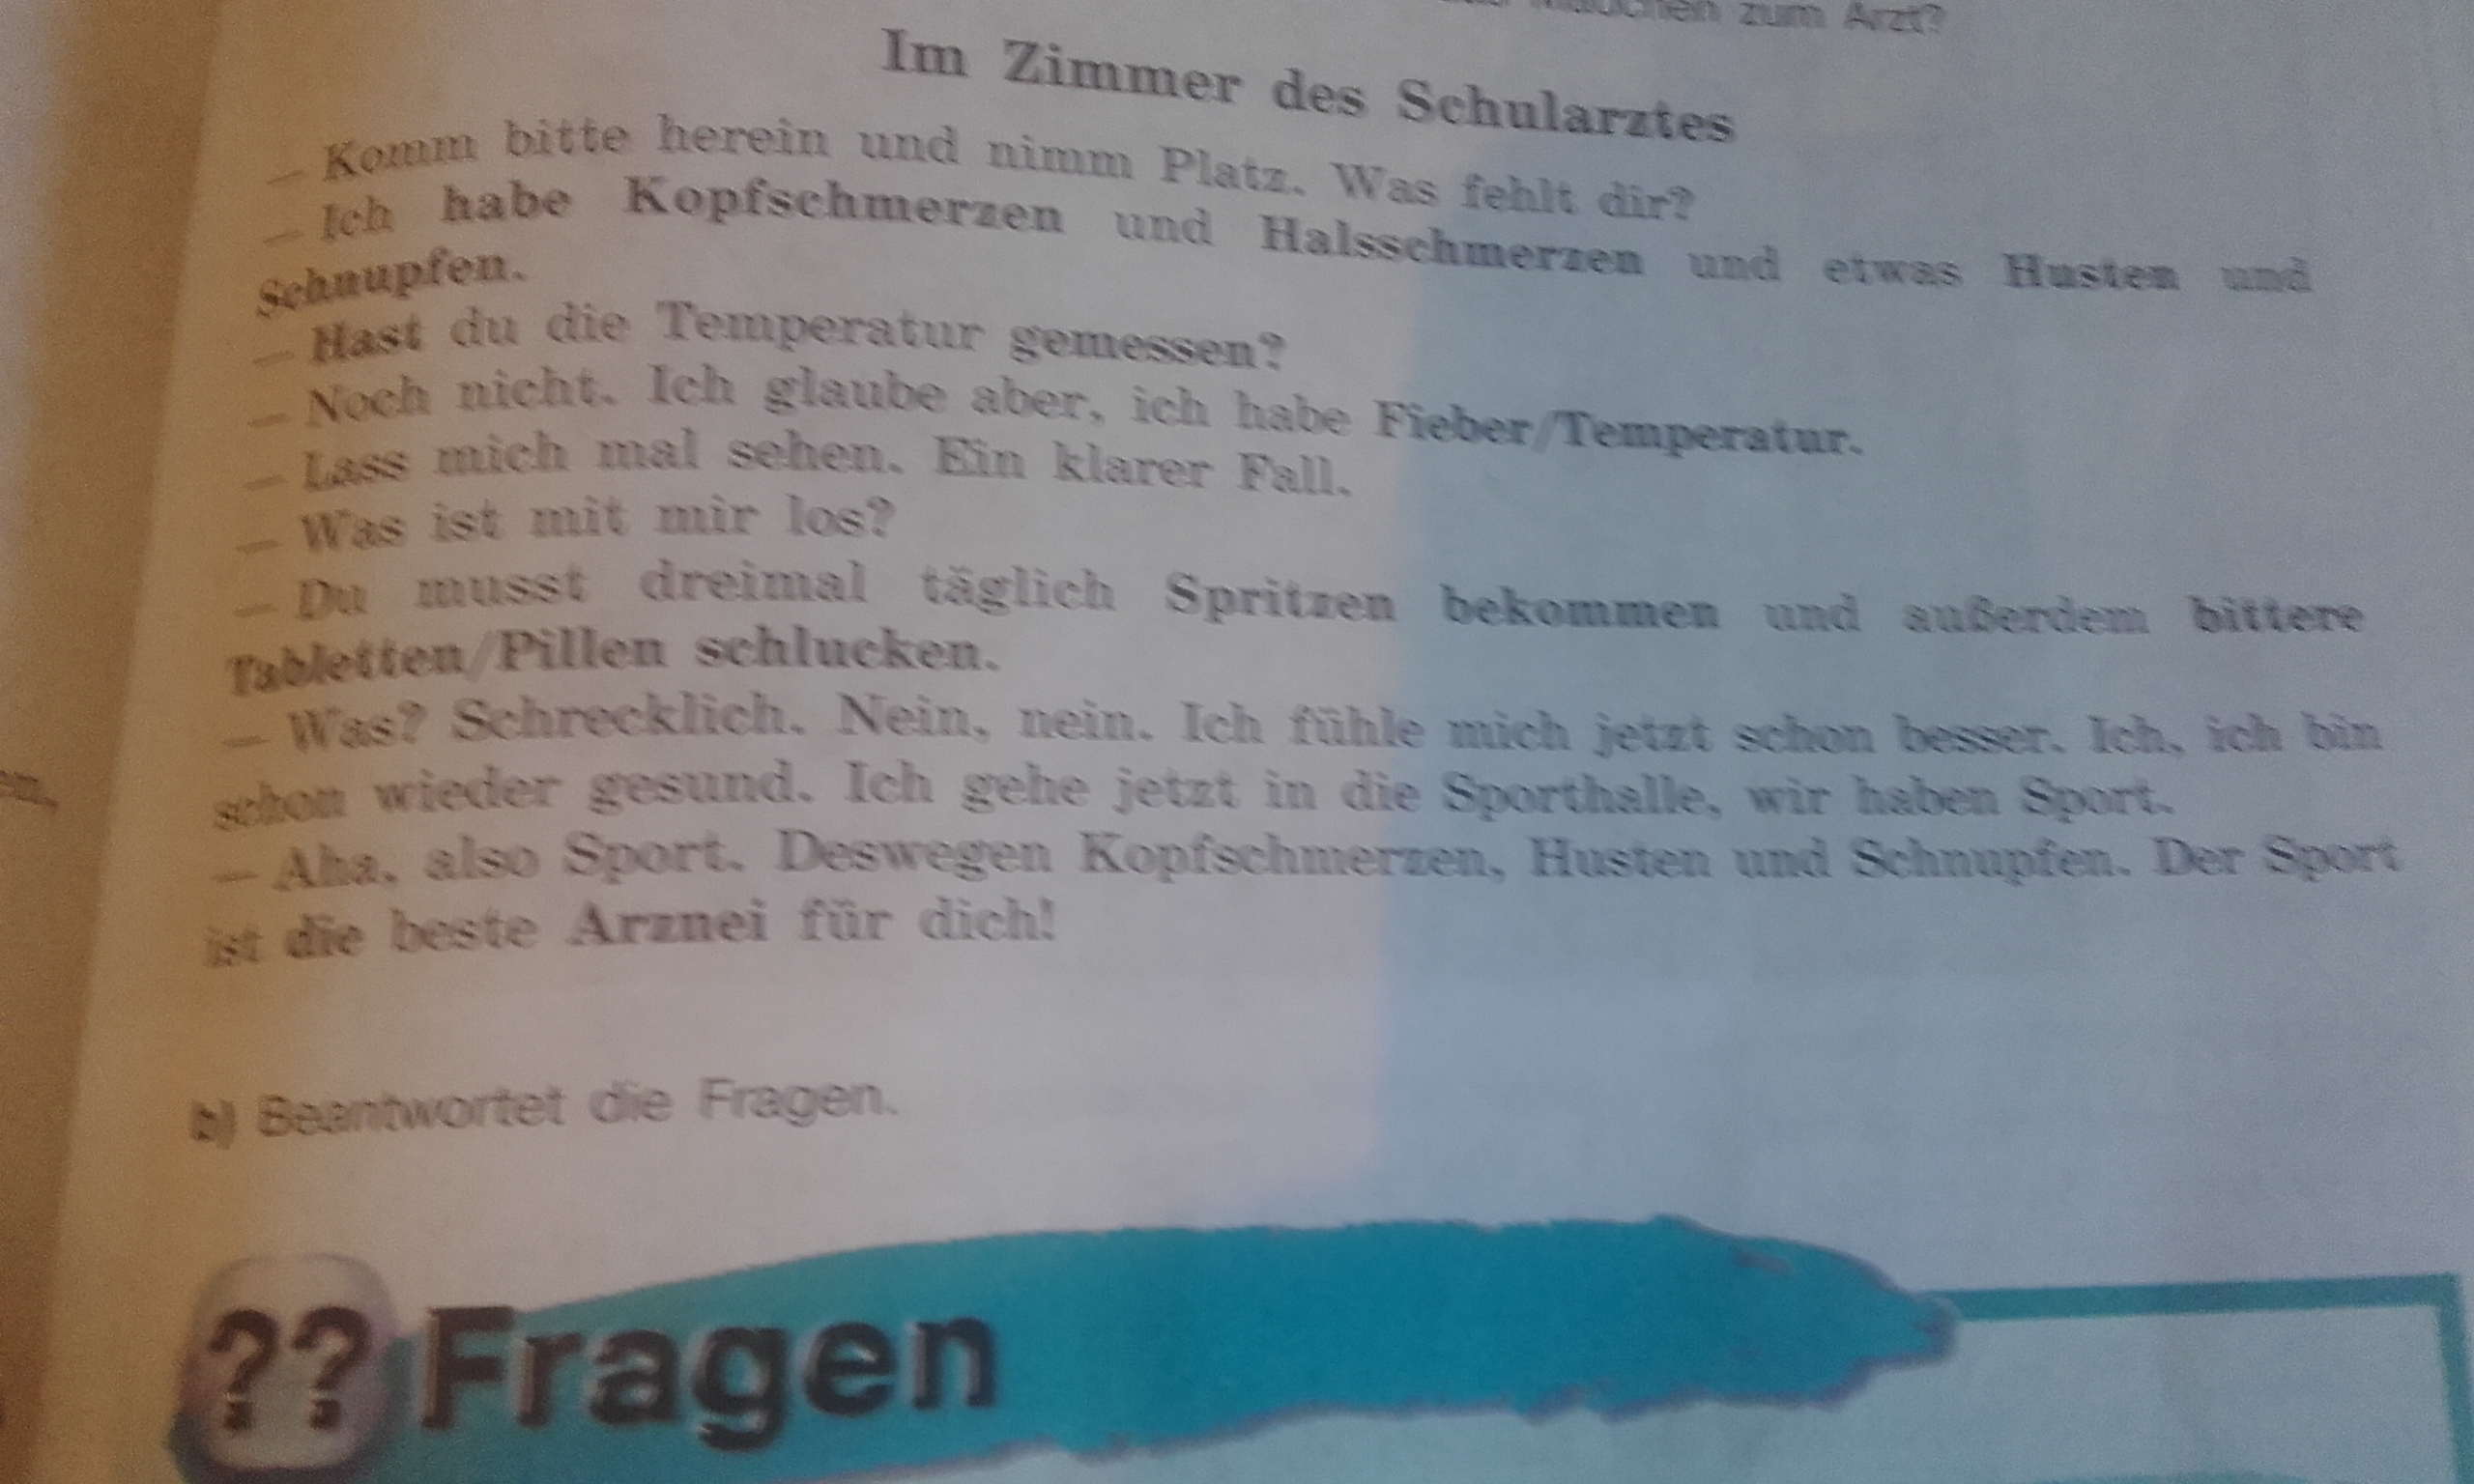 Mädchen zum Arzt?
Im Zimmer des Schularztes
– Komm bitte herein und nimm Platz. Was fehlt dir?
– Ich habe Kopfschmerzen und Halsschmerzen und etwas Husten und
Schnupfen.
– Hast du die Temperatur gemessen?
– Noch nicht. Ich glaube aber, ich habe Fieber/Temperatur.
– Lass mich mal sehen. Ein klarer Fall.
– Was ist mit mir los?
– Du musst dreimal täglich Spritzen bekommen und außerdem bittere
Tabletten/Pillen schlucken.
– Was? Schrecklich. Nein, nein. Ich fühle mich jetzt schon besser. Ich, ich bin
schon wieder gesund. Ich gehe jetzt in die Sporthalle, wir haben Sport.
– Aha, also Sport. Deswegen Kopfschmerzen, Husten und Schnupfen. Der Sport
ist die beste Arznei für dich!
b) Beantwortet die Fragen.
?? Fragen